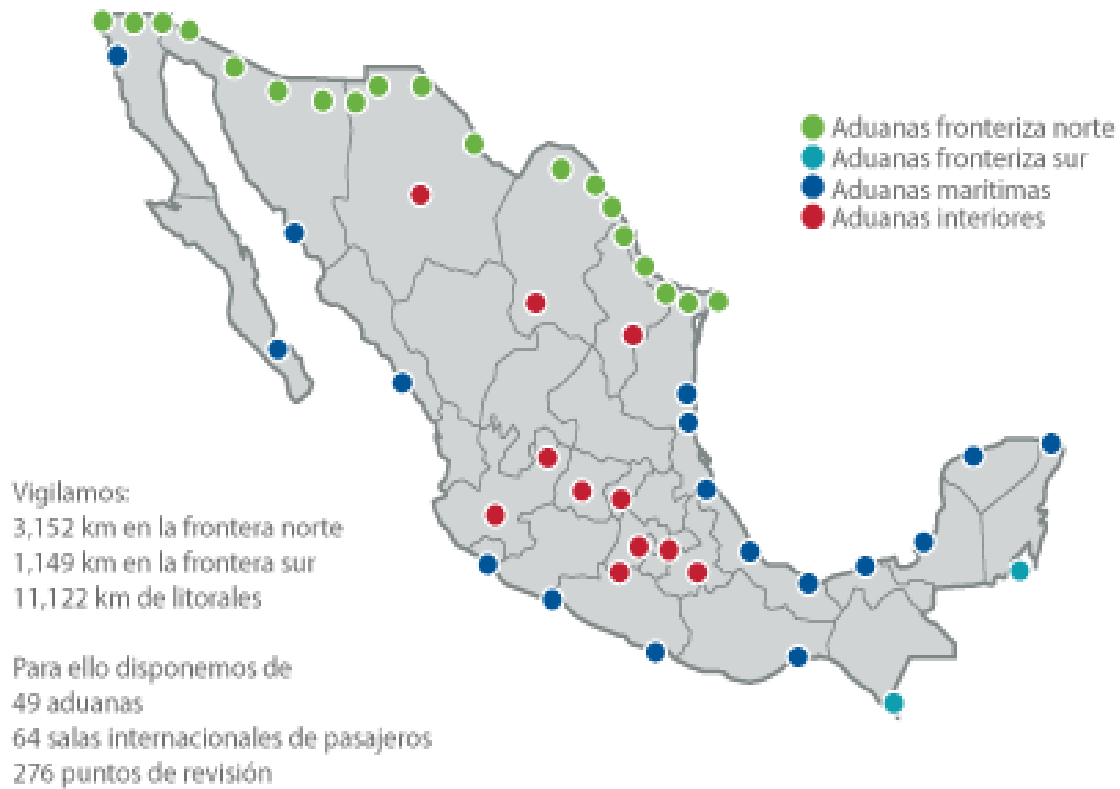 Aduanas fronteriza norte
Aduanas fronteriza sur
Aduanas marítimas
Aduanas interiores
Vigilamos:
3,152 km en la frontera norte
1,149 km en la frontera sur
11,122 km de litorales
Para ello disponemos de
49 aduanas
64 salas internacionales de pasajeros
276 puntos de revisión